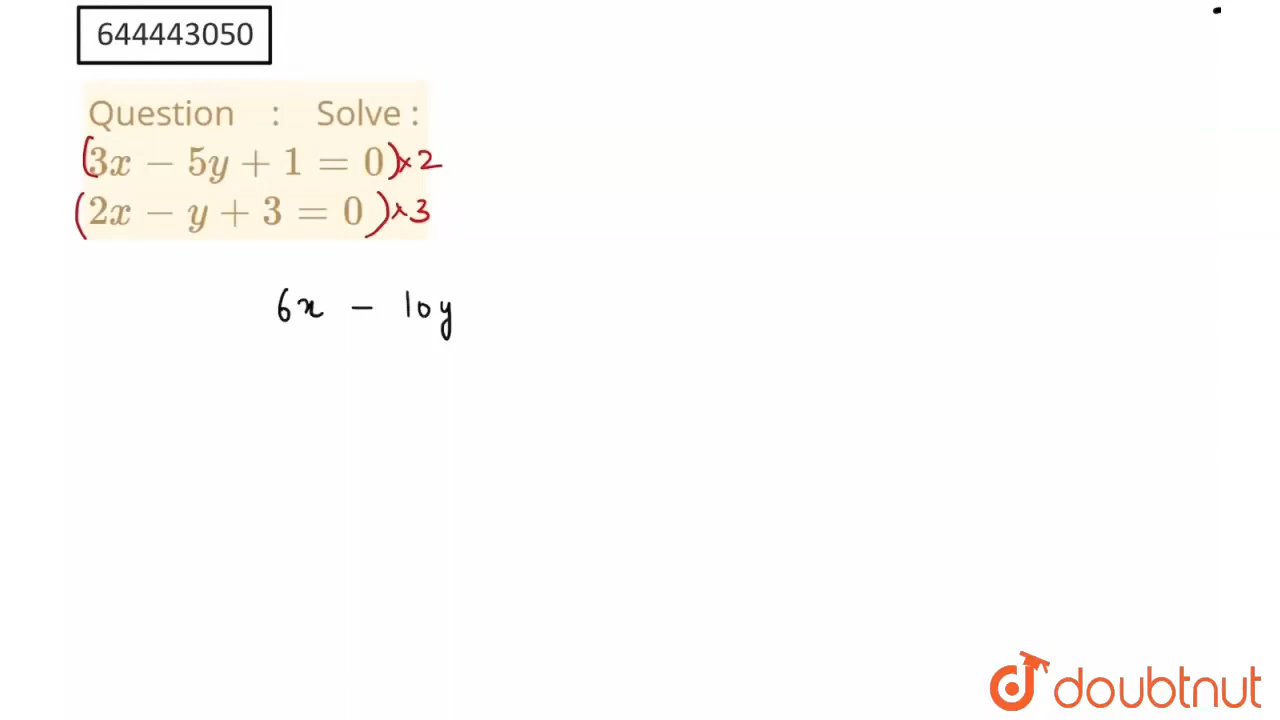 644443050
Question : Solve :
(3x − 5y + 1 = 0) × 2
(2x − y + 3 = 0) × 3
6x − 10y
doubtnut